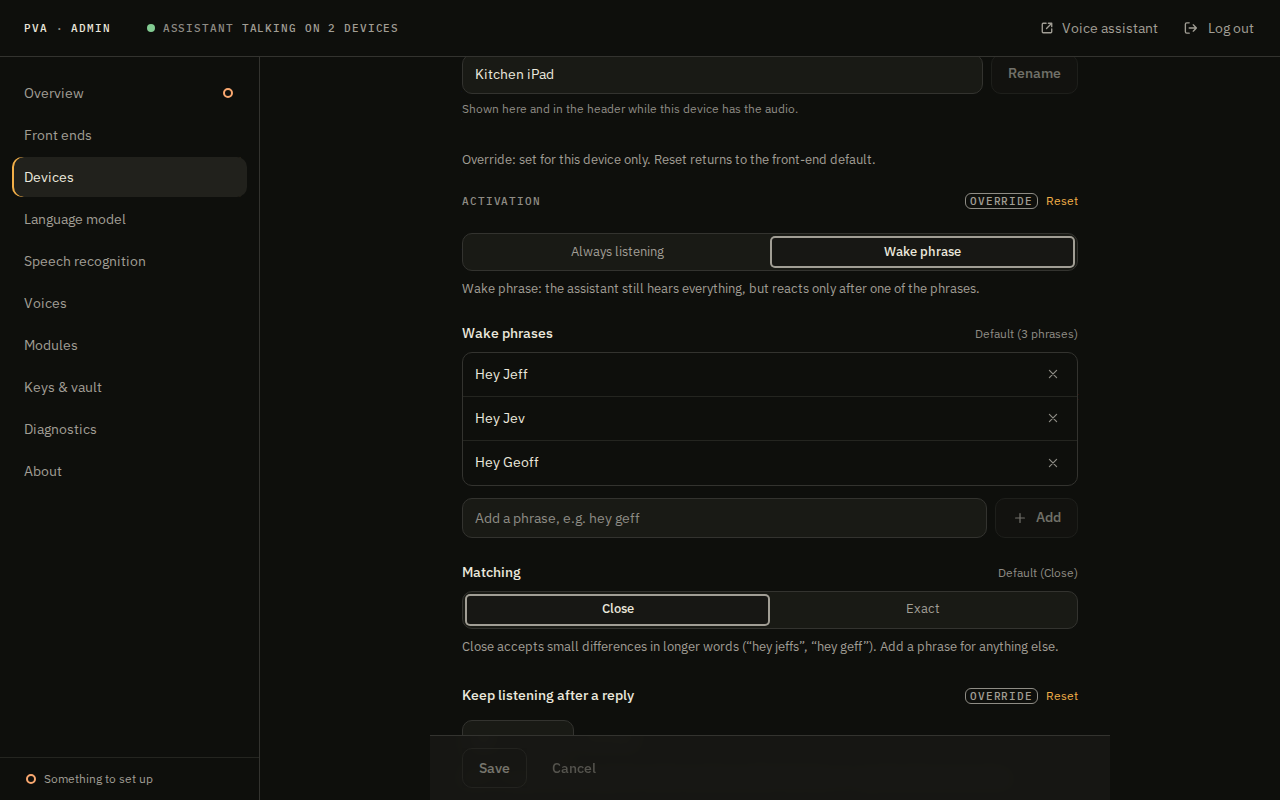 PVA · ADMIN
ASSISTANT TALKING ON 2 DEVICES
Voice assistant
Log out
Overview
Front ends
Devices
Language model
Speech recognition
Voices
Modules
Keys & vault
Diagnostics
About
Something to set up
Kitchen iPad
Rename
Shown here and in the header while this device has the audio.
Override: set for this device only. Reset returns to the front-end default.
ACTIVATION
OVERRIDE Reset
Always listening
Wake phrase
Wake phrase: the assistant still hears everything, but reacts only after one of the phrases.
Wake phrases
Default (3 phrases)
Hey Jeff
Hey Jev
Hey Geoff
Add a phrase, e.g. hey geff
Add
Matching
Default (Close)
Close
Exact
Close accepts small differences in longer words (“hey jeffs”, “hey geff”). Add a phrase for anything else.
Keep listening after a reply
OVERRIDE Reset
Save
Cancel